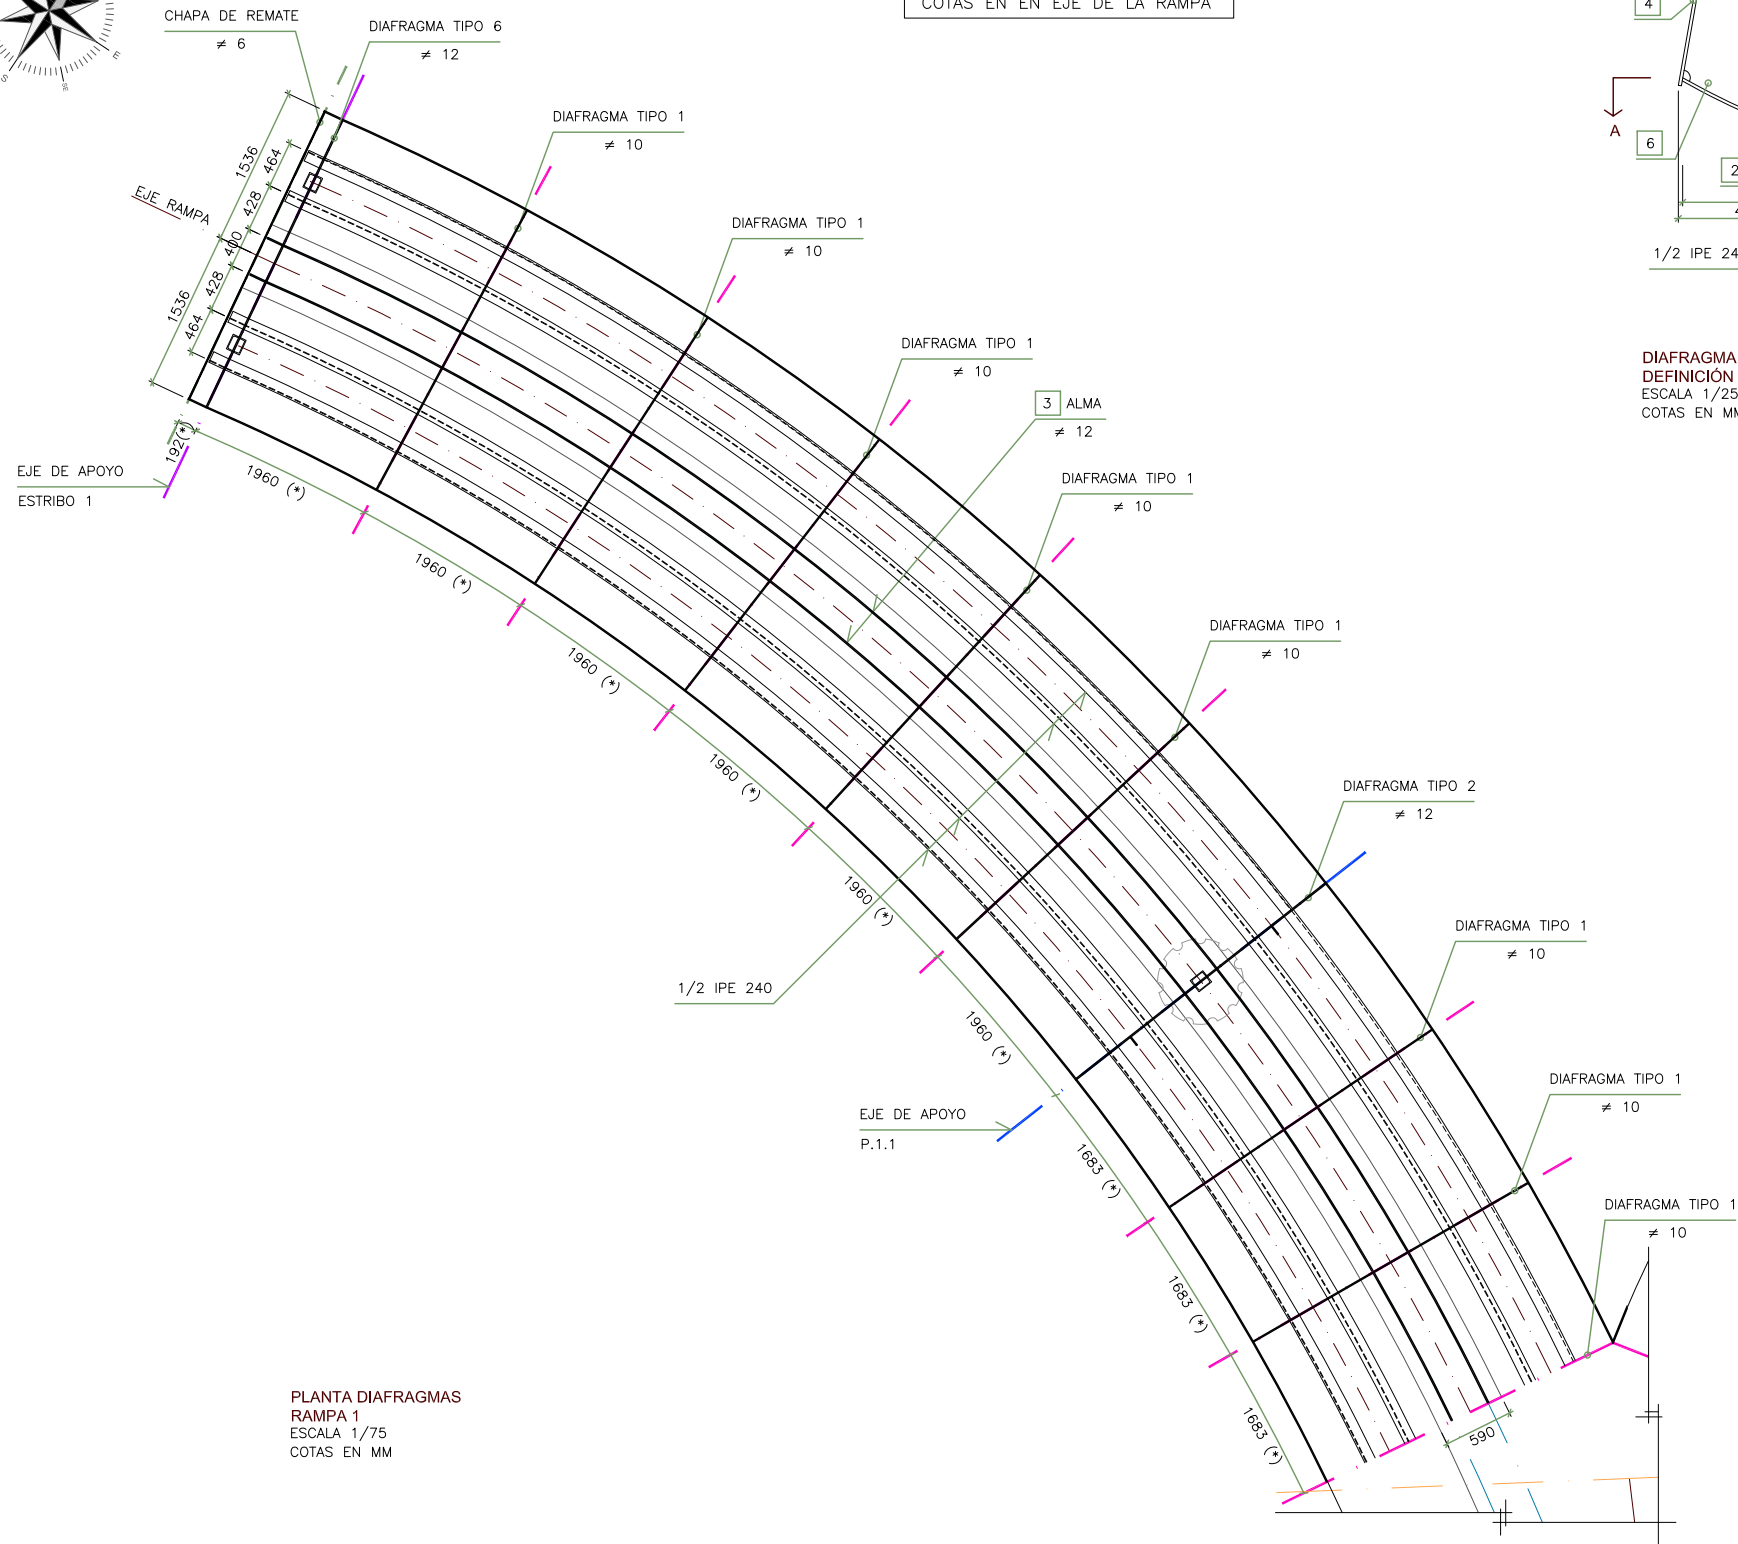 COTAS EN EN EJE DE LA RAMPA
CHAPA DE REMATE
≠ 6
DIAFRAGMA TIPO 6
≠ 12
DIAFRAGMA TIPO 1
≠ 10
DIAFRAGMA TIPO 1
≠ 10
DIAFRAGMA TIPO 1
≠ 10
3 ALMA
≠ 12
DIAFRAGMA TIPO 1
≠ 10
DIAFRAGMA TIPO 1
≠ 10
DIAFRAGMA TIPO 2
≠ 12
DIAFRAGMA TIPO 1
≠ 10
DIAFRAGMA TIPO 1
≠ 10
DIAFRAGMA TIPO 1
≠ 10
S
SE
E
1536
464
428
EJE RAMPA
400
428
1536
464
192(*)
EJE DE APOYO
ESTRIBO 1
1960 (*)
1960 (*)
1960 (*)
1960 (*)
1960 (*)
1960 (*)
1/2 IPE 240
EJE DE APOYO
P.1.1
1683 (*)
1683 (*)
1683 (*)
590
4
A
6
2
4
1/2 IPE 24
DIAFRAGMA
DEFINICIÓN
ESCALA 1/25
COTAS EN MM
PLANTA DIAFRAGMAS
RAMPA 1
ESCALA 1/75
COTAS EN MM